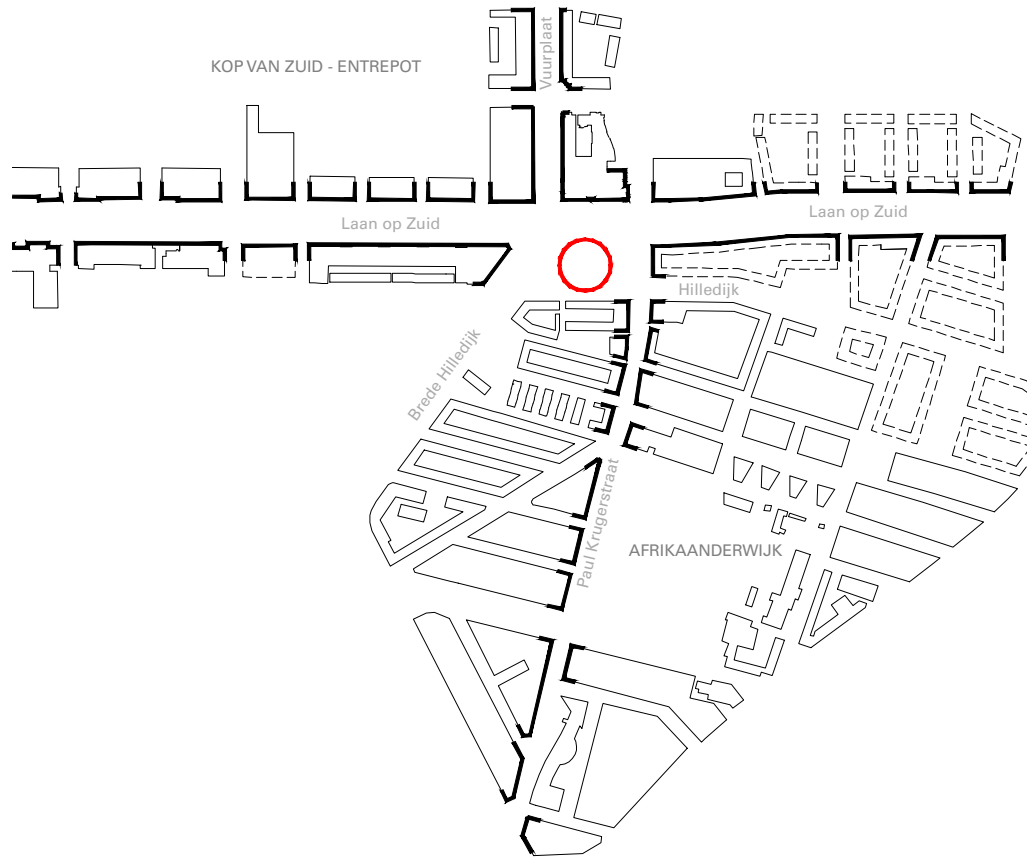 Vuurplaat
KOP VAN ZUID - ENTREPOT
Laan op Zuid
Laan op Zuid
Hilledijk
Brede Hilledijk
Paul Krugerstraat
AFRIKAANDERWIJK